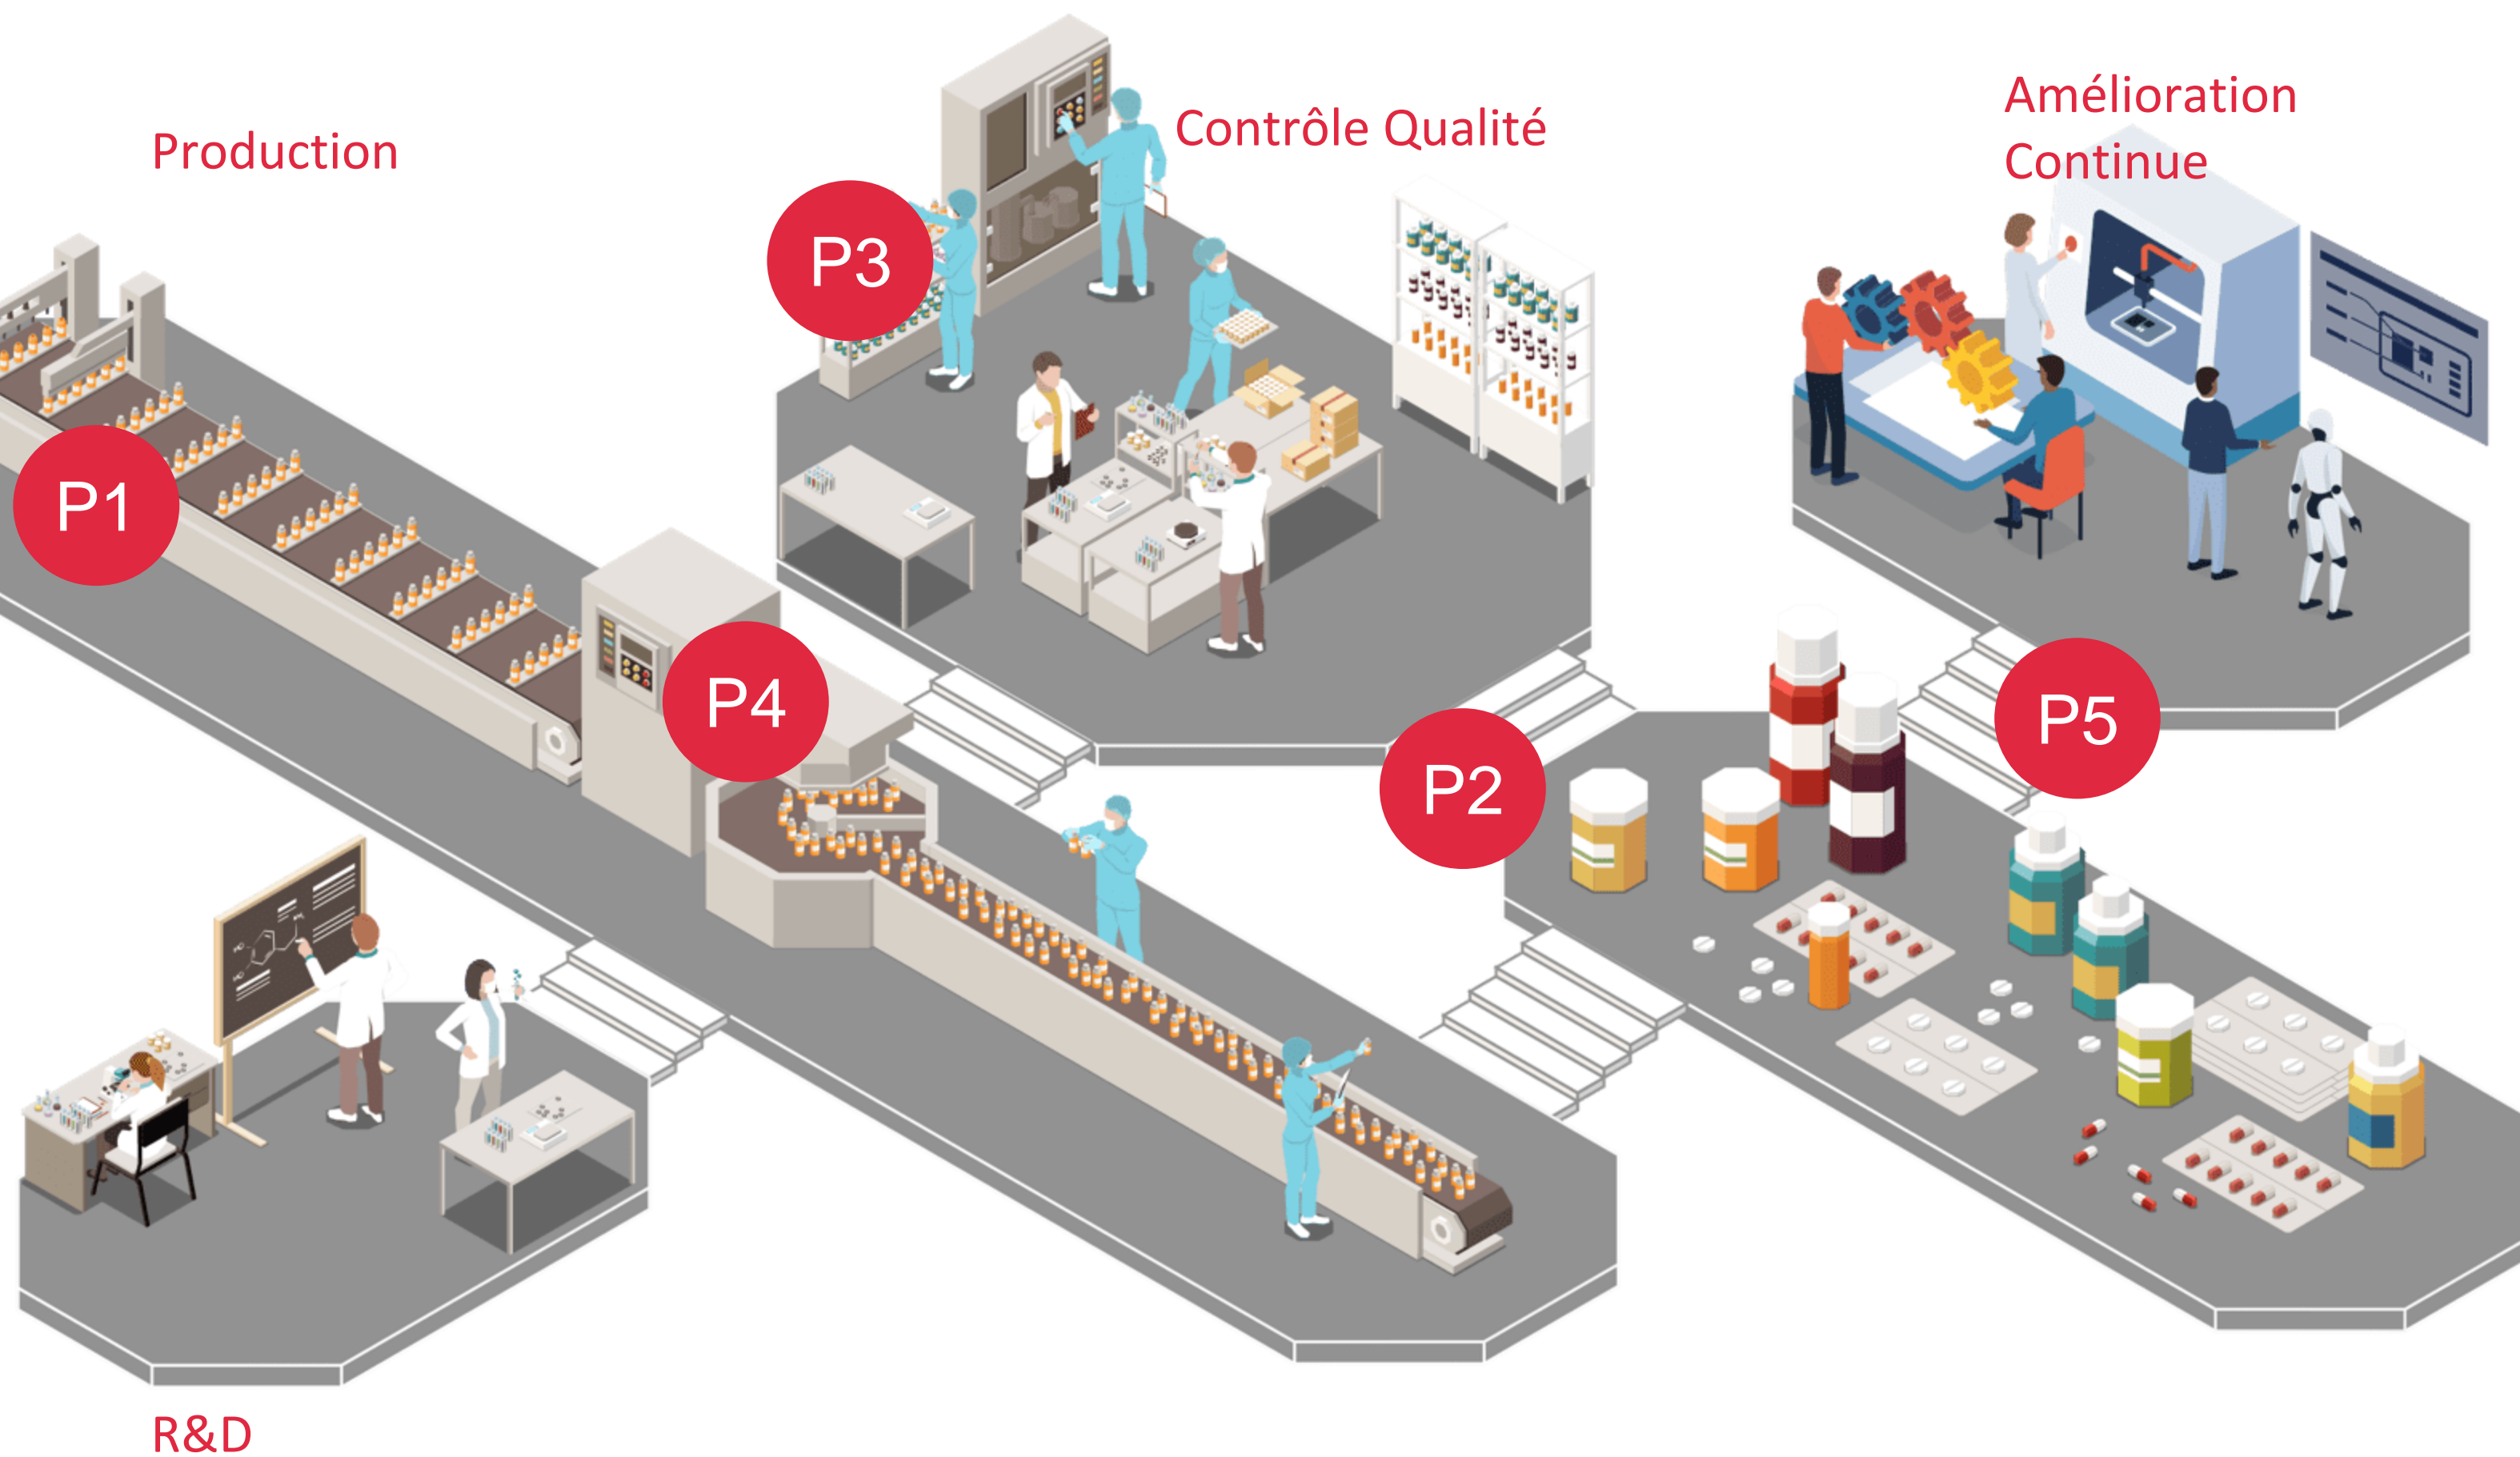 Production
Contrôle Qualité
Amélioration
Continue
P3
P1
P4
P2
P5
R&D